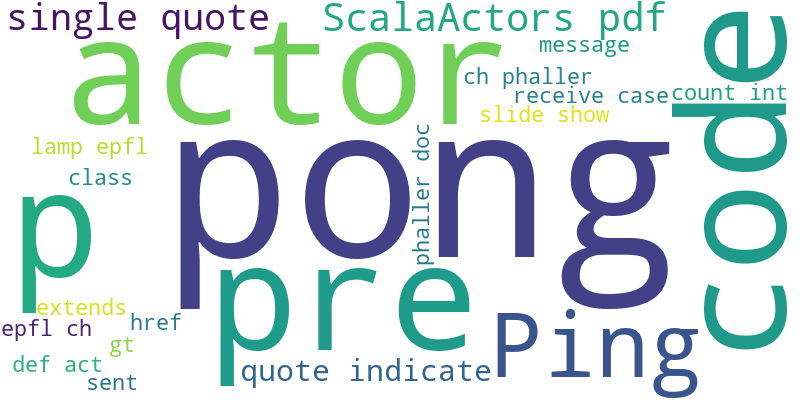 single quote
ScalaActors pdf
actor
message
code
ch phaller
receive case
count int
slide show
lamp epfl
pong
phaller doc
class
p
pre
extends
Ping
epfl ch
href
gt
def act
quote indicate
sent